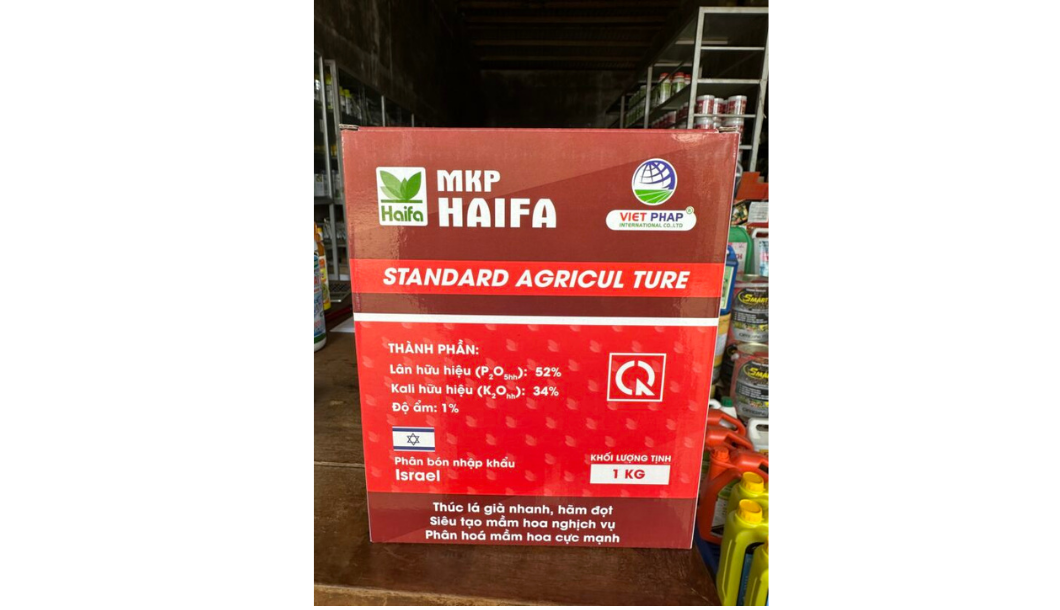 Haifa
MKP
HAIFA
VIET PHAP
INTERNATIONAL CO.,LTD
STANDARD AGRICUL TURE
THÀNH PHẦN:
Lân hữu hiệu (P2O5hh): 52%
Kali hữu hiệu (K2Ohh): 34%
Độ ẩm: 1%
CR
Phân bón nhập khẩu
Israel
KHỐI LƯỢNG TỊNH
1 KG
Thúc lá già nhanh, hãm đọt
Siêu tạo mầm hoa nghịch vụ
Phân hoá mầm hoa cực mạnh